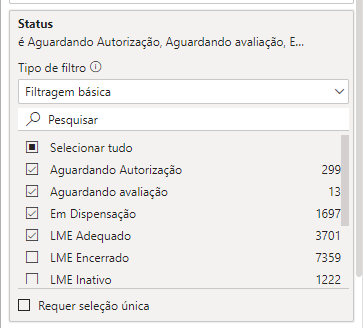 Status
é Aguardando Autorização, Aguardando avaliação, E...
Tipo de filtro
Filtragem básica
Pesquisar
Selecionar tudo
Aguardando Autorização 299
Aguardando avaliação 13
Em Dispensação 1697
LME Adequado 3701
LME Encerrado 7359
LME Inativo 1222
Requer seleção única